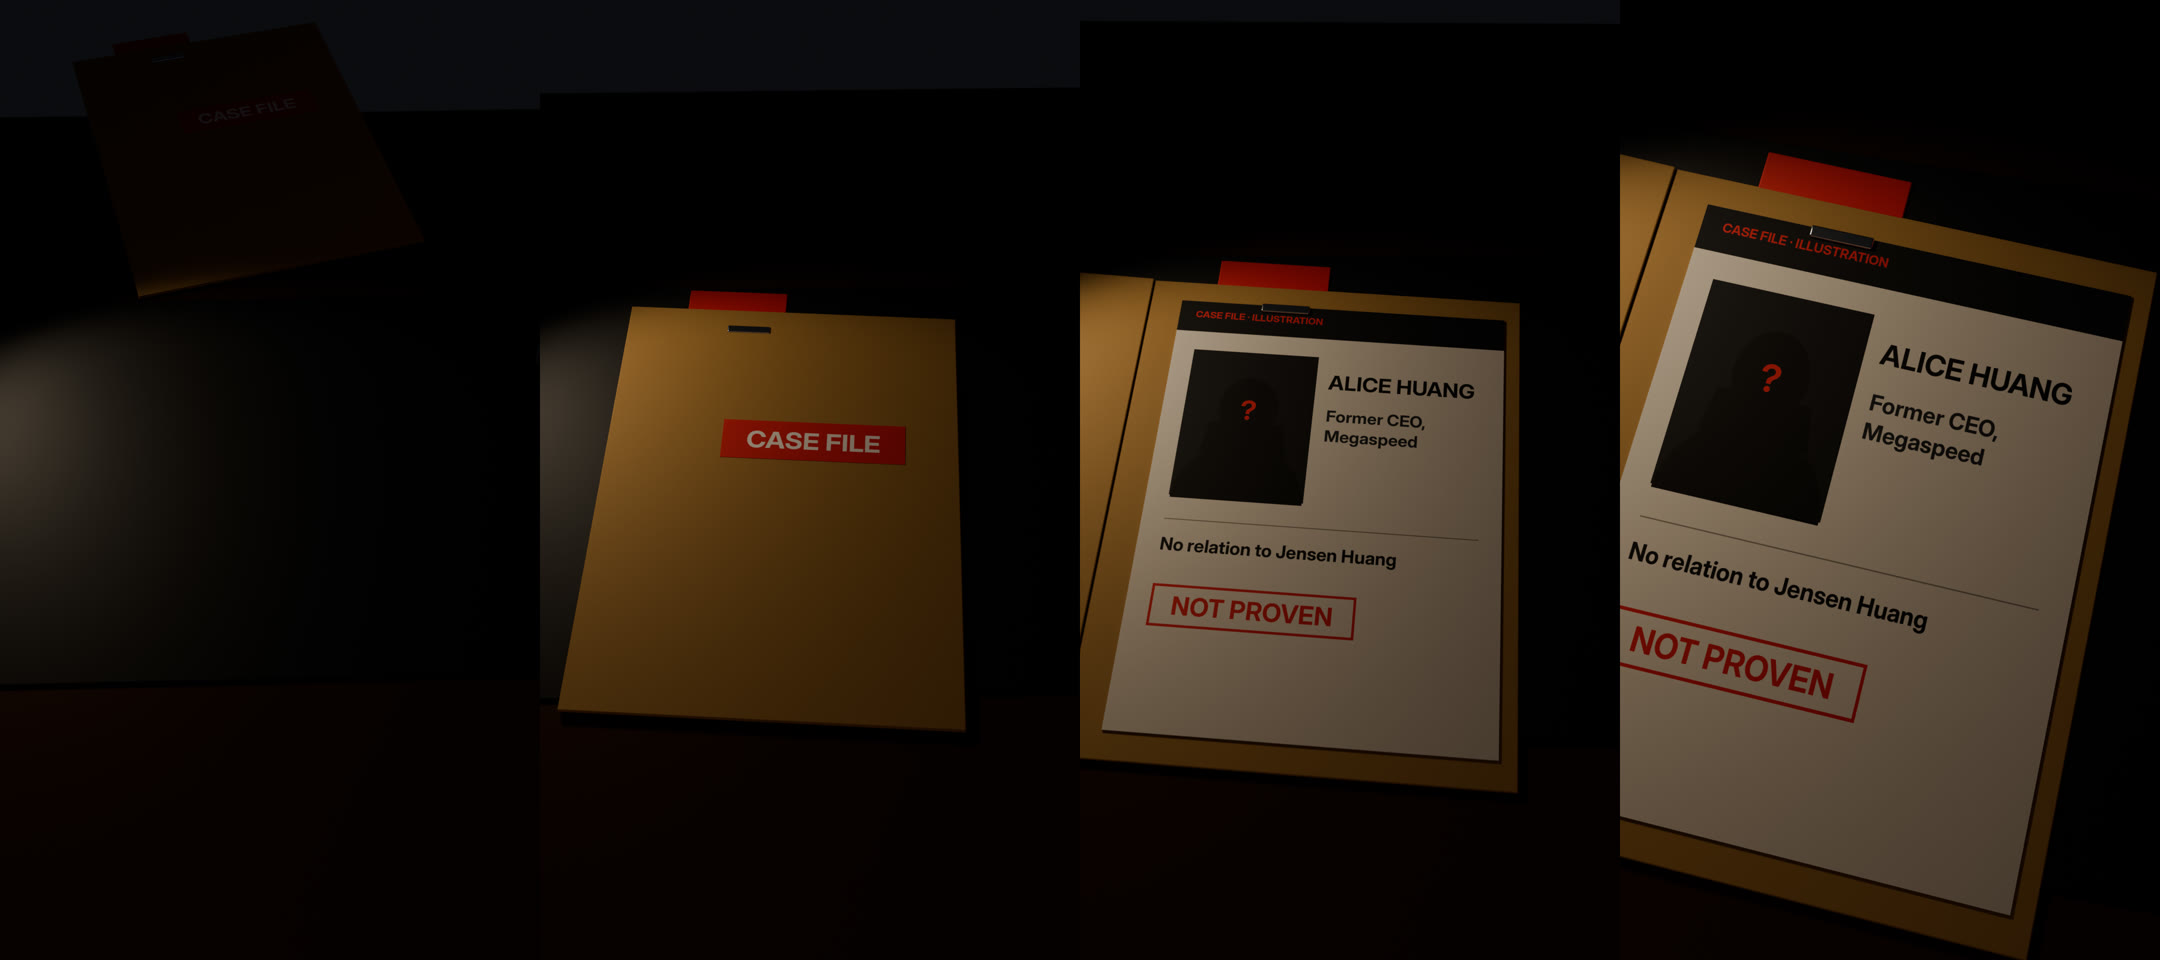 CASE FILE
CASE FILE
CASE FILE · ILLUSTRATION
?
ALICE HUANG
Former CEO,
Megaspeed
No relation to Jensen Huang
NOT PROVEN
CASE FILE · ILLUSTRATION
?
ALICE HUANG
Former CEO,
Megaspeed
No relation to Jensen Huang
NOT PROVEN